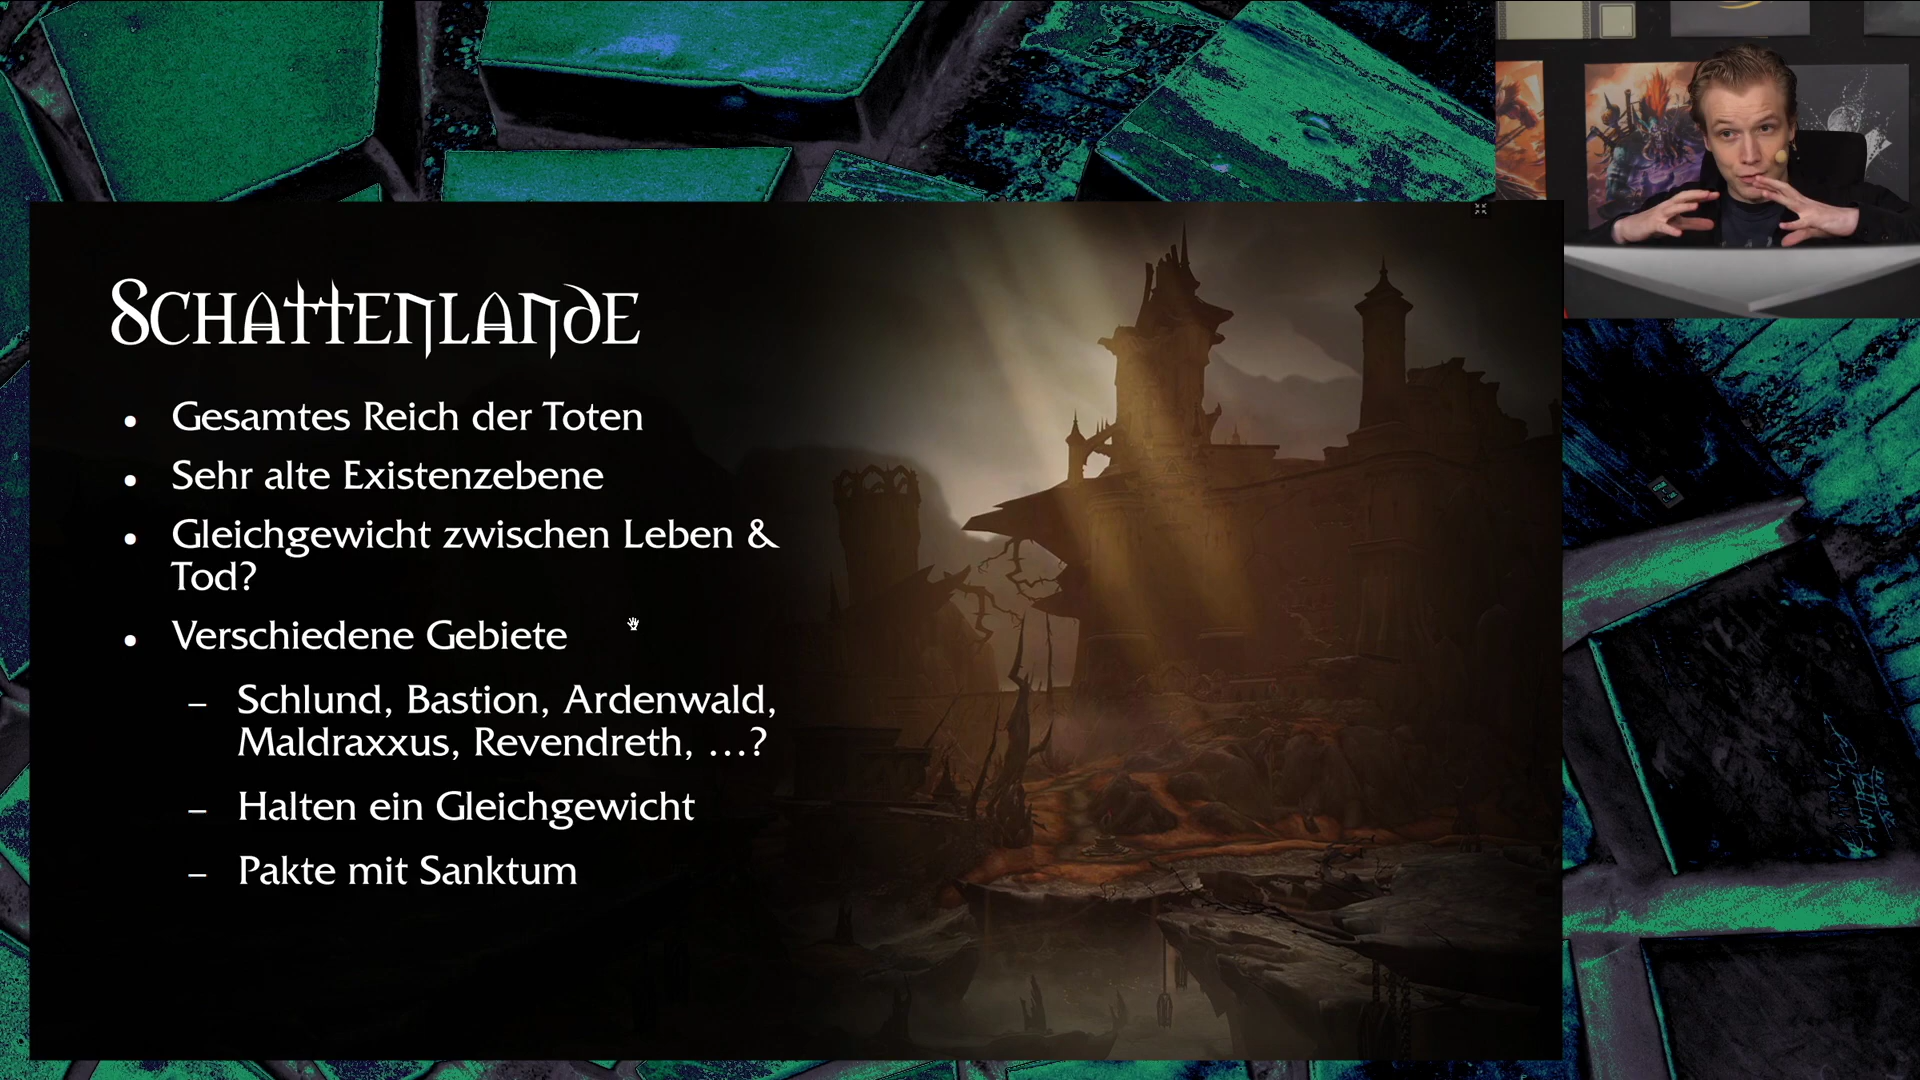 Schattenlande
• Gesamtes Reich der Toten
• Sehr alte Existenzebene
• Gleichgewicht zwischen Leben &
Tod?
• Verschiedene Gebiete
– Schlund, Bastion, Ardenwald,
Maldraxxus, Revendreth, …?
– Halten ein Gleichgewicht
– Pakte mit Sanktum